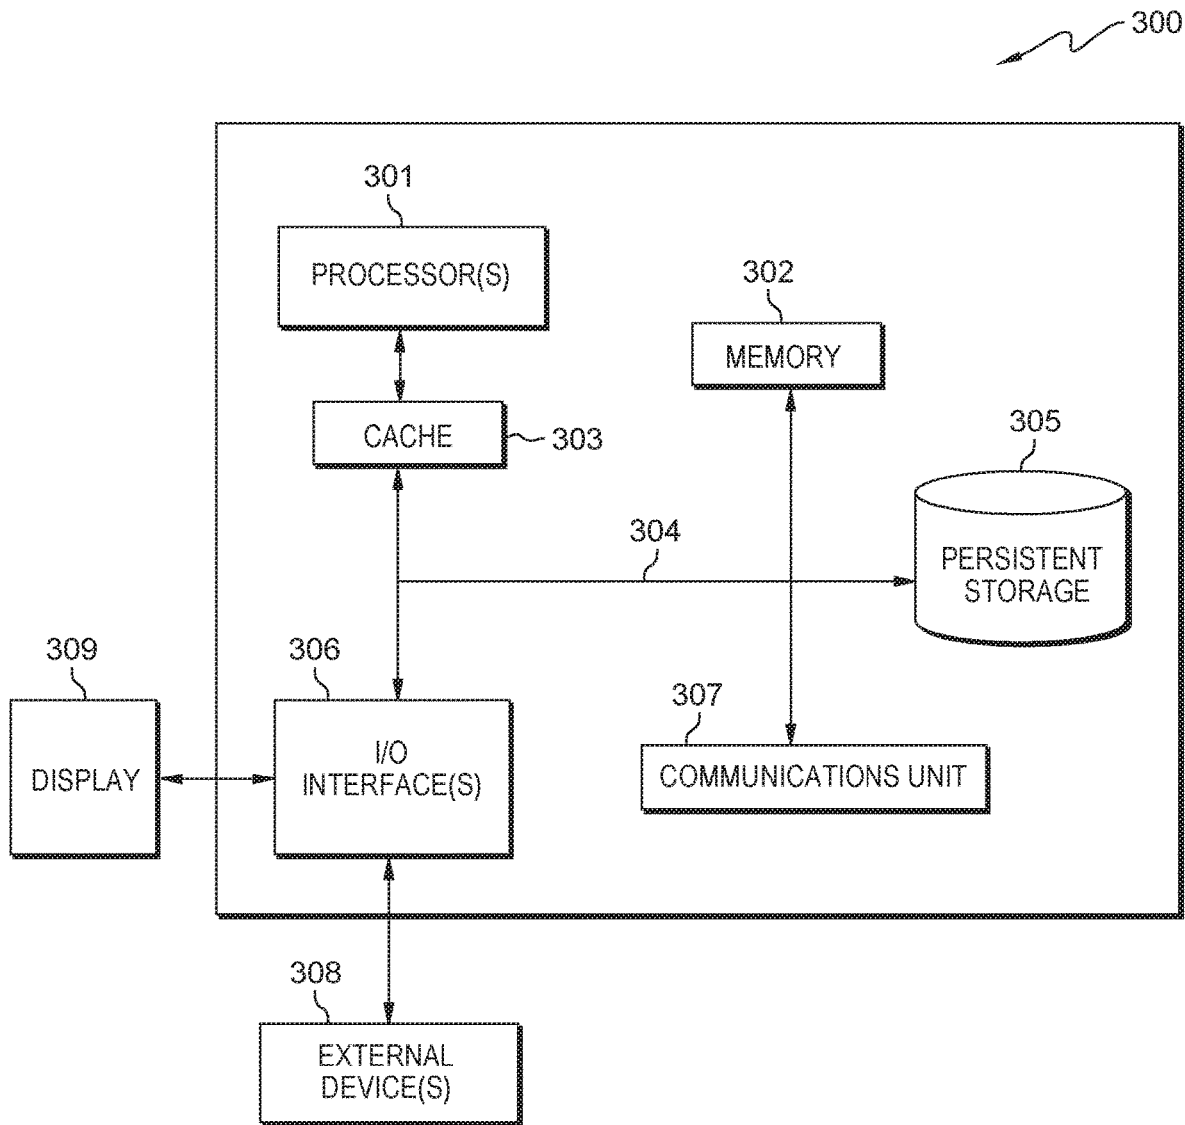 300
301
PROCESSOR(S)
302
MEMORY
CACHE
303
305
PERSISTENT
STORAGE
304
309
DISPLAY
306
I/O
INTERFACE(S)
307
COMMUNICATIONS UNIT
308
EXTERNAL
DEVICE(S)